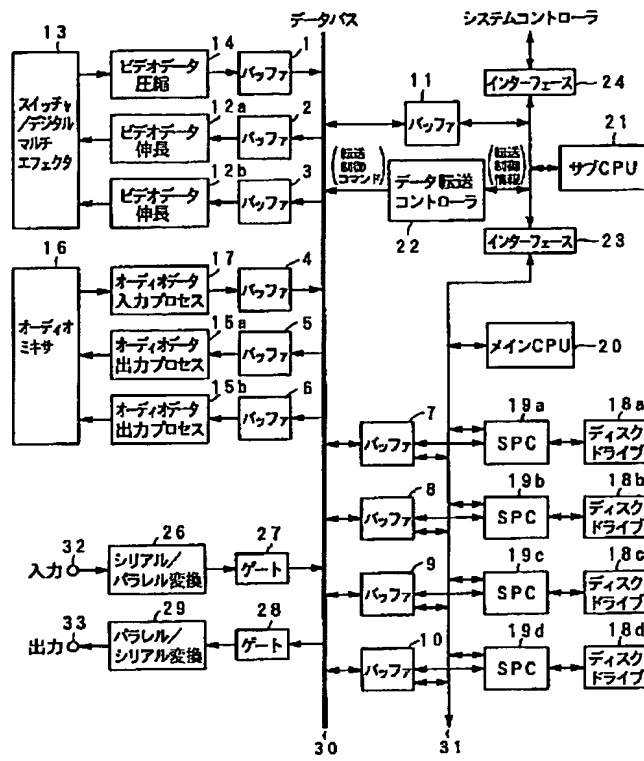 データバス
システムコントローラ
13
スイッチャ
/デジタル
マルチ
エフェクタ
14
ビデオデータ
圧縮
1
バッファ
12a
ビデオデータ
伸長
2
バッファ
12b
ビデオデータ
伸長
3
バッファ
11
バッファ
インターフェース
24
21
サブCPU
(転送
制御
コマンド)
データ転送
コントローラ
22
(転送
制御
情報)
インターフェース
23
16
オーディオ
ミキサ
17
オーディオデータ
入力プロセス
4
バッファ
15a
オーディオデータ
出力プロセス
5
バッファ
15b
オーディオデータ
出力プロセス
6
バッファ
メインCPU
20
7
バッファ
19a
SPC
18a
ディスク
ドライブ
8
バッファ
19b
SPC
18b
ディスク
ドライブ
9
バッファ
19c
SPC
18c
ディスク
ドライブ
10
バッファ
19d
SPC
18d
ディスク
ドライブ
32
入力
26
シリアル/
パラレル変換
27
ゲート
33
出力
29
パラレル/
シリアル変換
28
ゲート
30
31